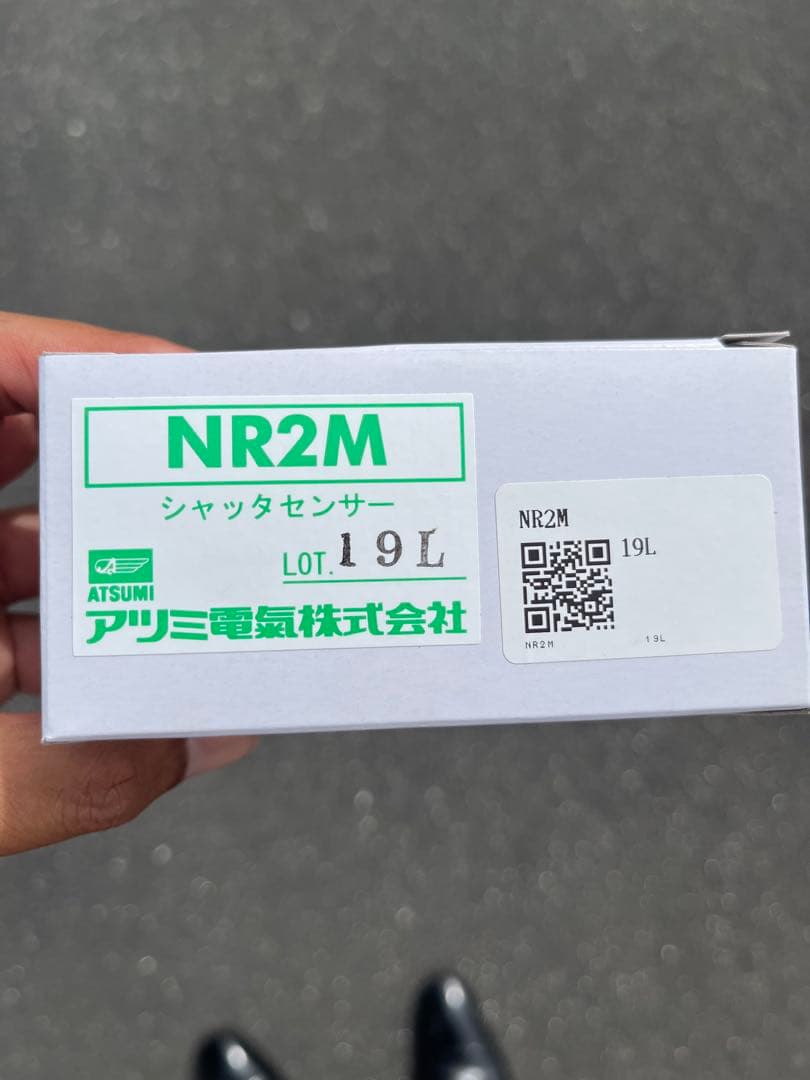 NR2M
シャッタセンサー
LOT. 19L
ATSUMI
アツミ電氣株式会社
NR2M
19L
NR2M 19L